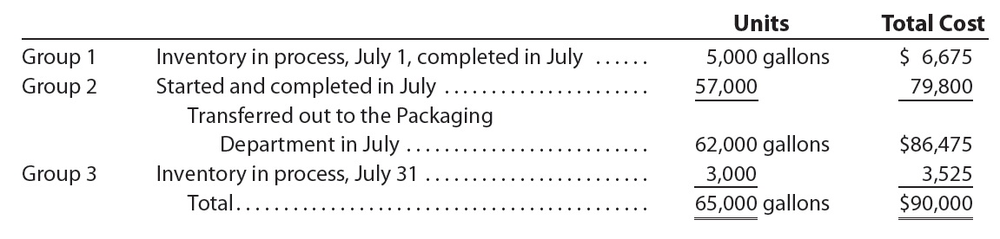 Units Total Cost
Group 1 Inventory in process, July 1, completed in July ...... 5,000 gallons $ 6,675
Group 2 Started and completed in July ...................... 57,000 79,800
Transferred out to the Packaging
Department in July .......................... 62,000 gallons $86,475
Group 3 Inventory in process, July 31 ........................ 3,000 3,525
Total............................................ 65,000 gallons $90,000